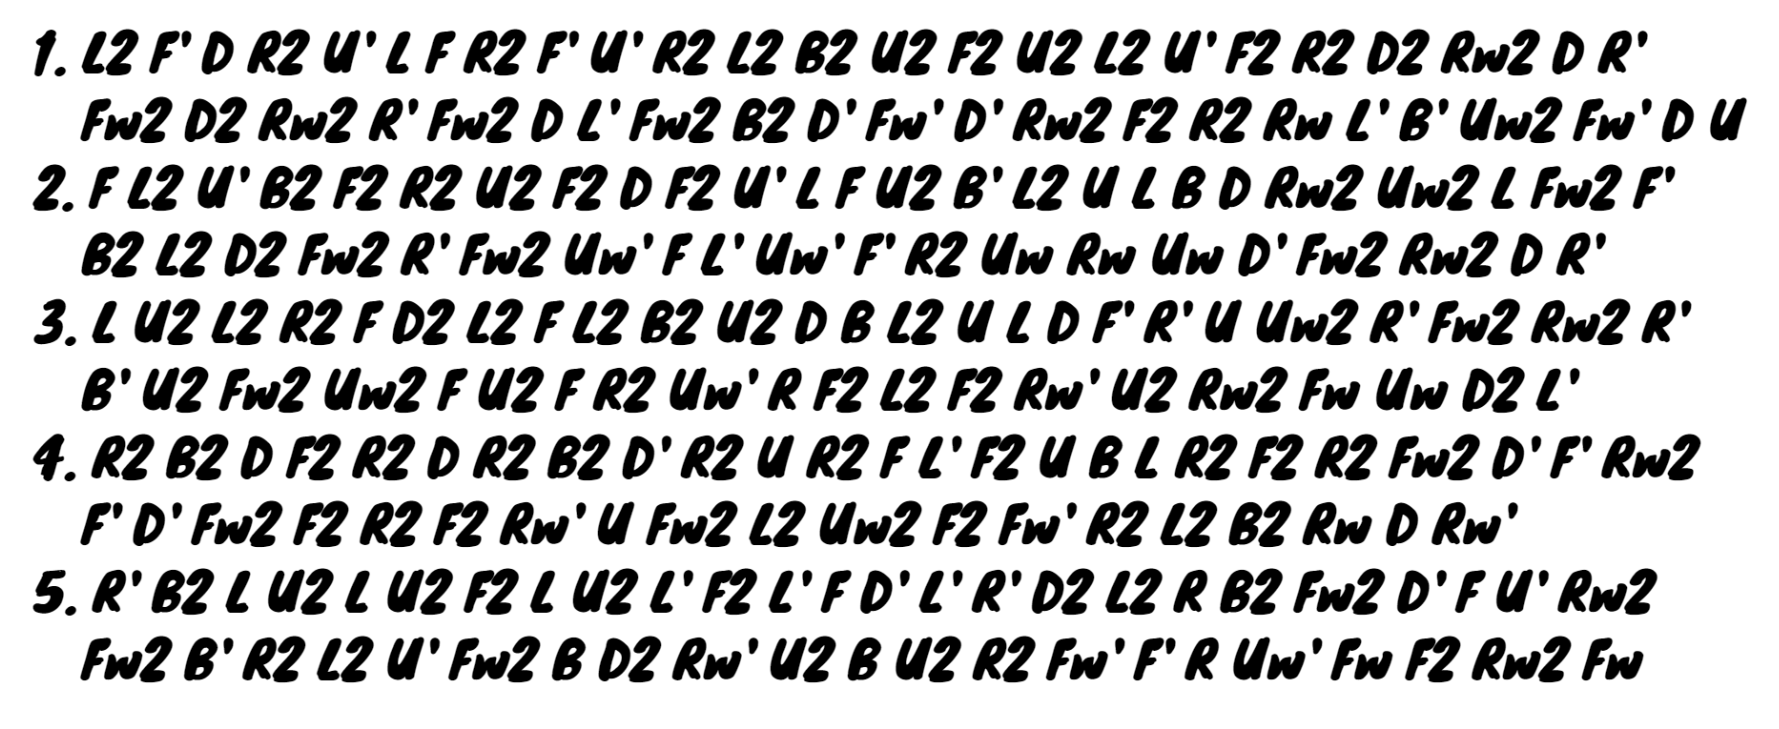 1. L2 F' D R2 U' L F R2 F' U' R2 L2 B2 U2 F2 U2 L2 U' F2 R2 D2 Rw2 D R'
Fw2 D2 Rw2 R' Fw2 D L' Fw2 B2 D' Fw' D' Rw2 F2 R2 Rw L' B' Uw2 Fw' D U
2. F L2 U' B2 F2 R2 U2 F2 D F2 U' L F U2 B' L2 U L B D Rw2 Uw2 L Fw2 F'
B2 L2 D2 Fw2 R' Fw2 Uw' F L' Uw' F' R2 Uw Rw Uw D' Fw2 Rw2 D R'
3. L U2 L2 R2 F D2 L2 F L2 B2 U2 D B L2 U L D F' R' U Uw2 R' Fw2 Rw2 R'
B' U2 Fw2 Uw2 F U2 F R2 Uw' R F2 L2 F2 Rw' U2 Rw2 Fw Uw D2 L'
4. R2 B2 D F2 R2 D R2 B2 D' R2 U R2 F L' F2 U B L R2 F2 R2 Fw2 D' F' Rw2
F' D' Fw2 F2 R2 F2 Rw' U Fw2 L2 Uw2 F2 Fw' R2 L2 B2 Rw D Rw'
5. R' B2 L U2 L U2 F2 L U2 L' F2 L' F D' L' R' D2 L2 R B2 Fw2 D' F U' Rw2
Fw2 B' R2 L2 U' Fw2 B D2 Rw' U2 B U2 R2 Fw' F' R Uw' Fw F2 Rw2 Fw